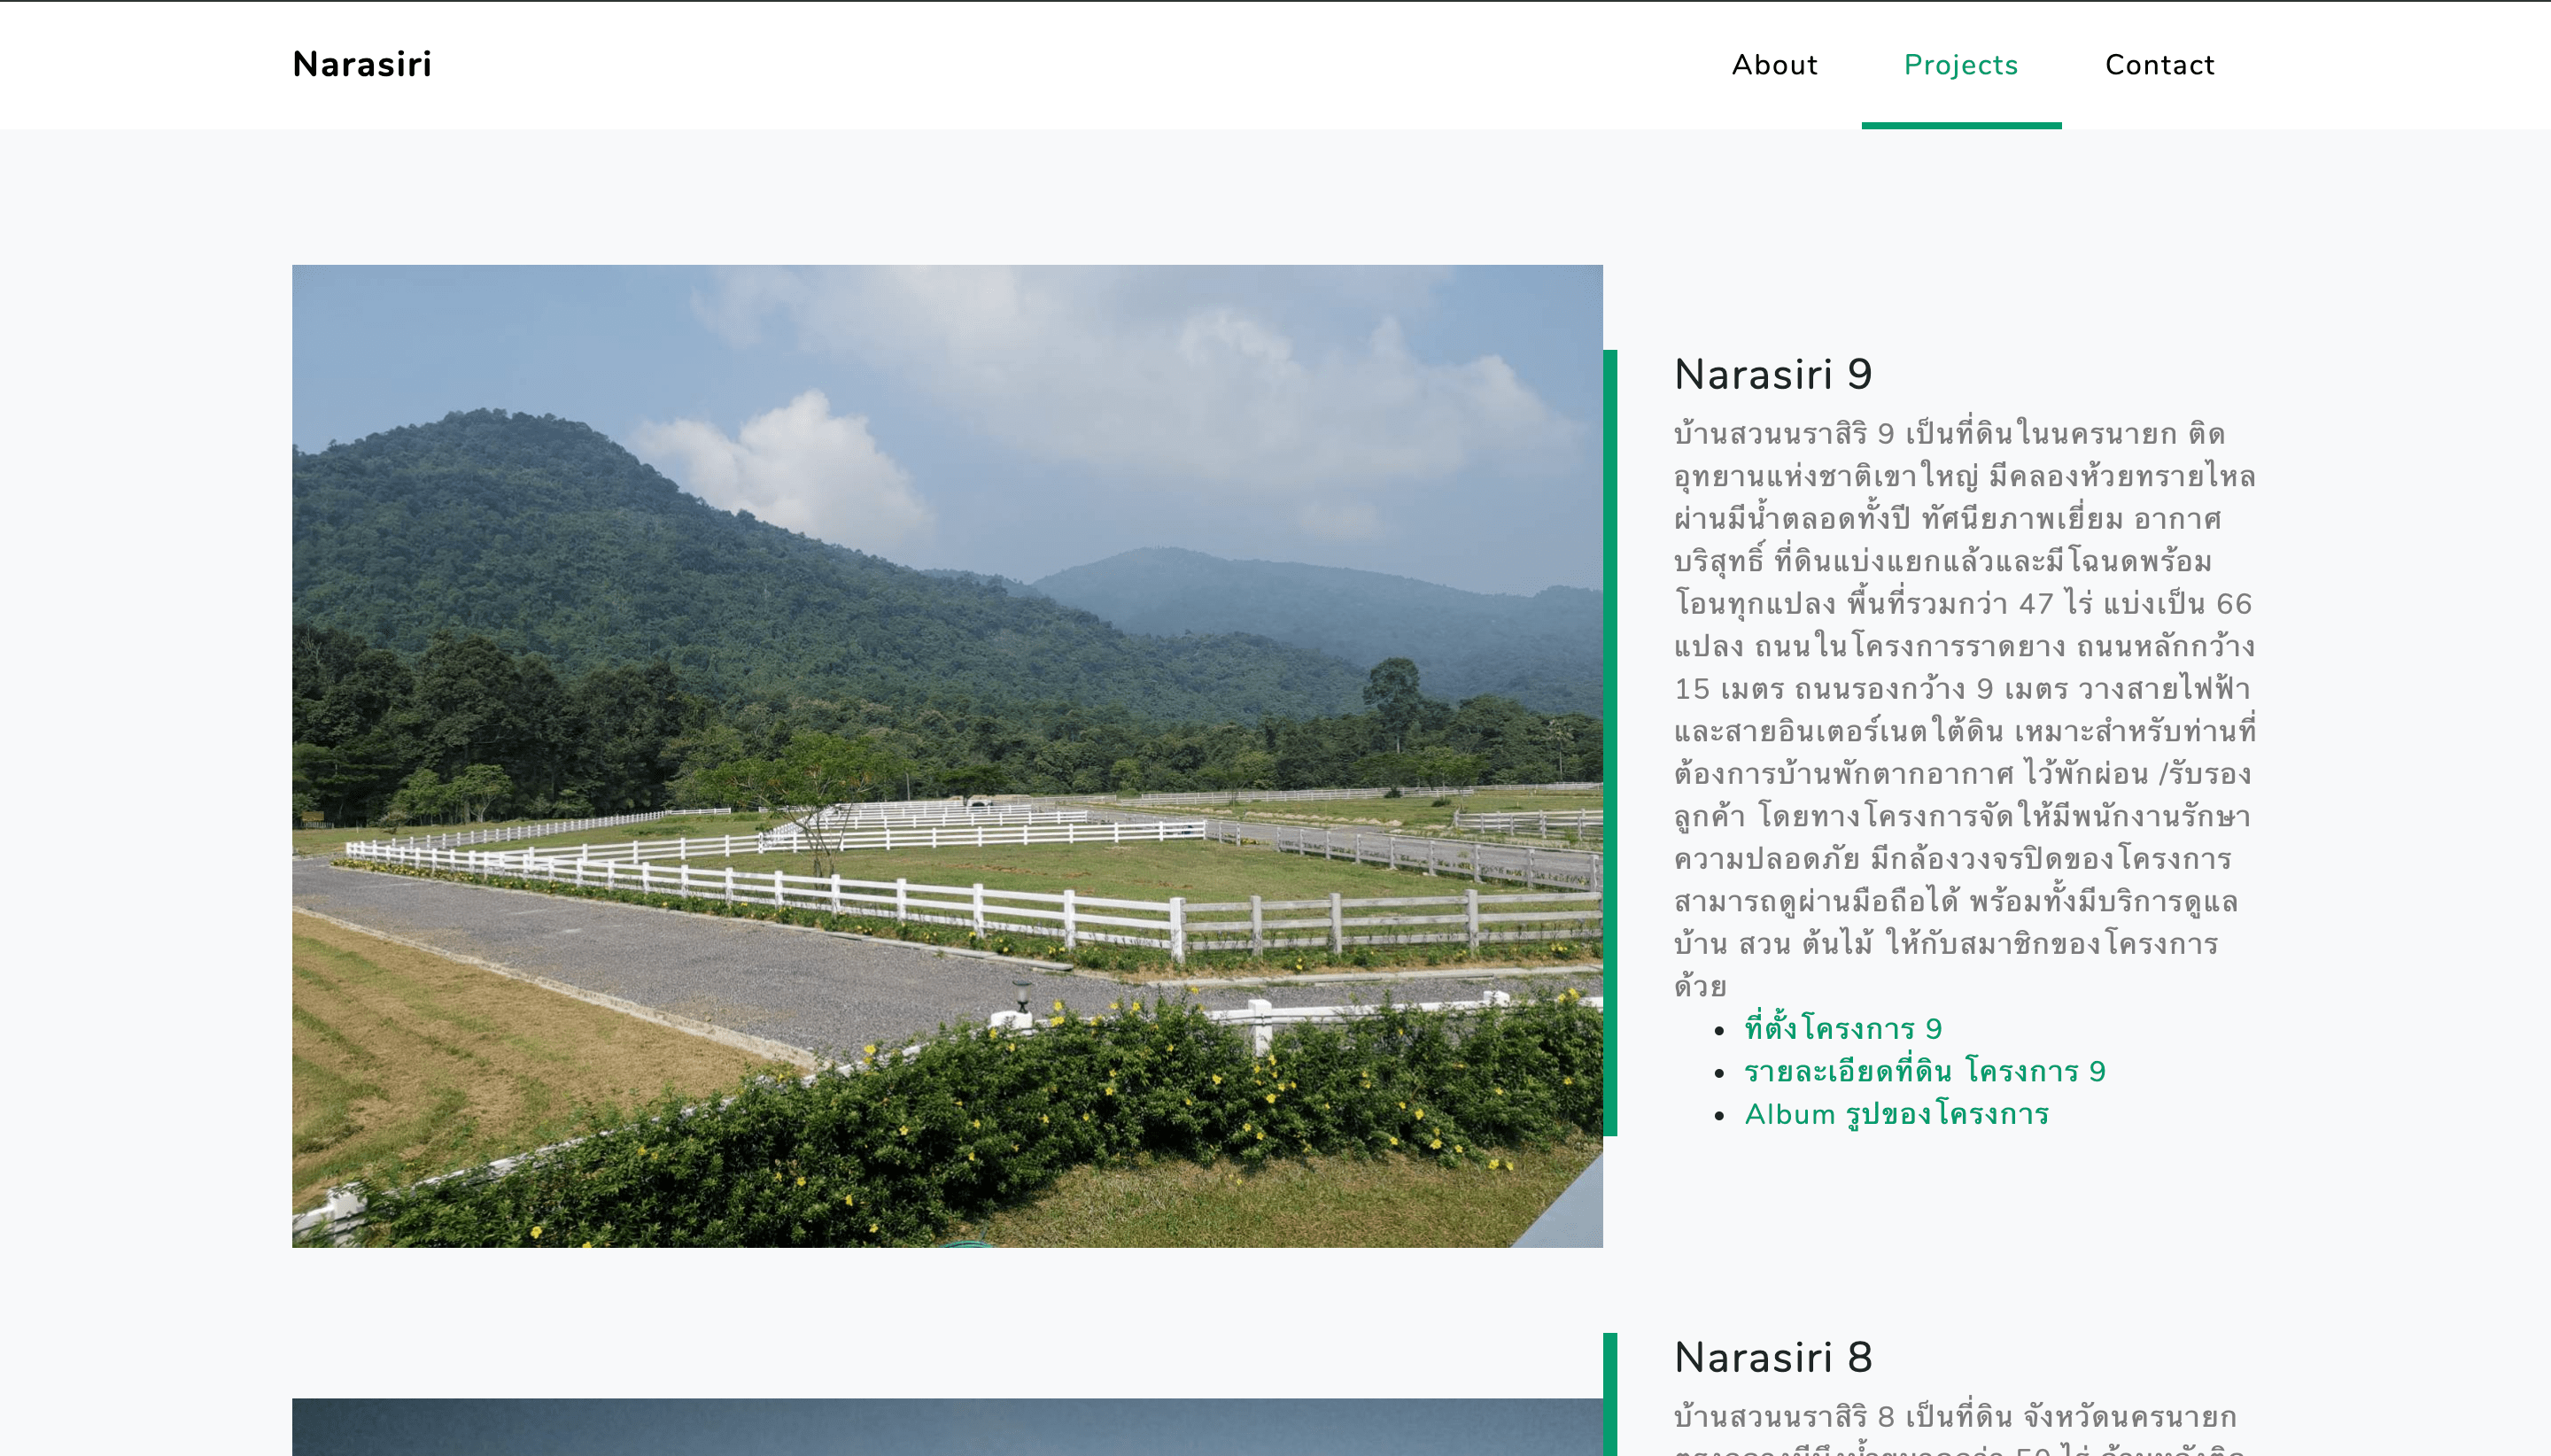 Narasiri
About
Projects
Contact
Narasiri 9
บ้านสวนนราสิริ 9 เป็นที่ดินในนครนายก ติด
อุทยานแห่งชาติเขาใหญ่ มีคลองห้วยทรายไหล
ผ่านมีน้ำตลอดทั้งปี ทัศนียภาพเยี่ยม อากาศ
บริสุทธิ์ ที่ดินแบ่งแยกแล้วและมีโฉนดพร้อม
โอนทุกแปลง พื้นที่รวมกว่า 47 ไร่ แบ่งเป็น 66
แปลง ถนนในโครงการราดยาง ถนนหลักกว้าง
15 เมตร ถนนรองกว้าง 9 เมตร วางสายไฟฟ้า
และสายอินเตอร์เนตใต้ดิน เหมาะสำหรับท่านที่
ต้องการบ้านพักตากอากาศ ไว้พักผ่อน /รับรอง
ลูกค้า โดยทางโครงการจัดให้มีพนักงานรักษา
ความปลอดภัย มีกล้องวงจรปิดของโครงการ
สามารถดูผ่านมือถือได้ พร้อมทั้งมีบริการดูแล
บ้าน สวน ต้นไม้ ให้กับสมาชิกของโครงการ
ด้วย
• ที่ตั้งโครงการ 9
• รายละเอียดที่ดิน โครงการ 9
• Album รูปของโครงการ
Narasiri 8
บ้านสวนนราสิริ 8 เป็นที่ดิน จังหวัดนครนายก